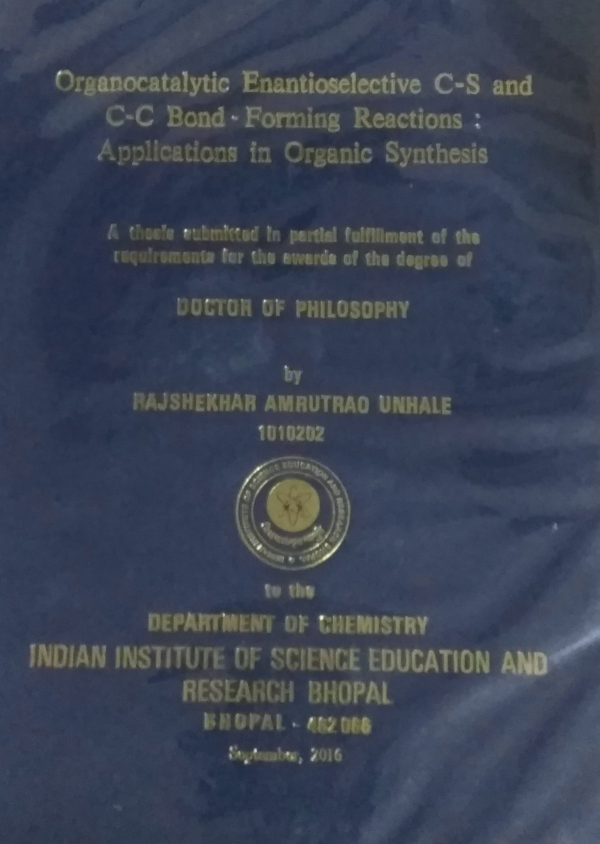 Organocatalytic Enantioselective C-S and
C-C Bond - Forming Reactions :
Applications in Organic Synthesis
A thesis submitted in partial fulfillment of the
requirements for the awards of the degree of
DOCTOR OF PHILOSOPHY
by
RAJSHEKHAR AMRUTRAO UNHALE
1010202
to the
DEPARTMENT OF CHEMISTRY
INDIAN INSTITUTE OF SCIENCE EDUCATION AND
RESEARCH BHOPAL
BHOPAL - 462 066
September, 2016